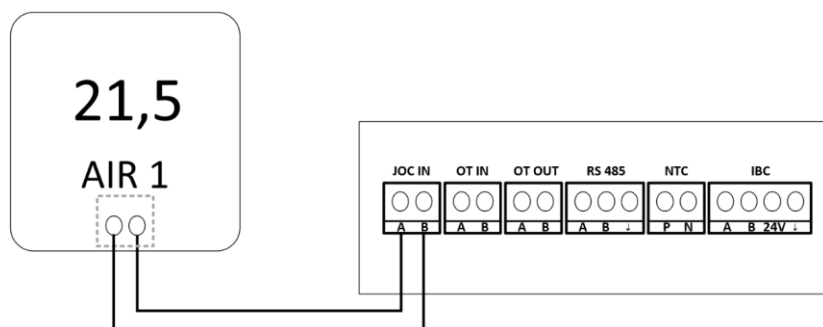 21,5
AIR 1
JOC IN OT IN OT OUT RS 485 NTC IBC
A B A B A B A B ↓ P N A B 24V ↓